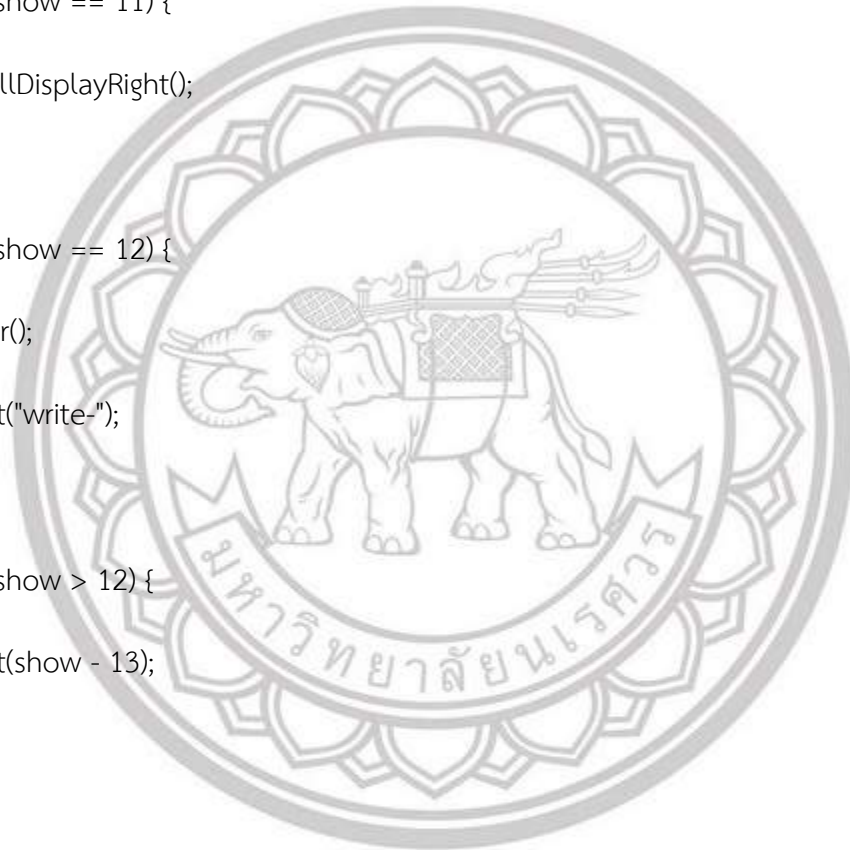 show == 11) {
llDisplayRight();
show == 12) {
r();
t("write-");
show > 12) {
t(show - 13);
มหาวิทยาลัยนเรศวร